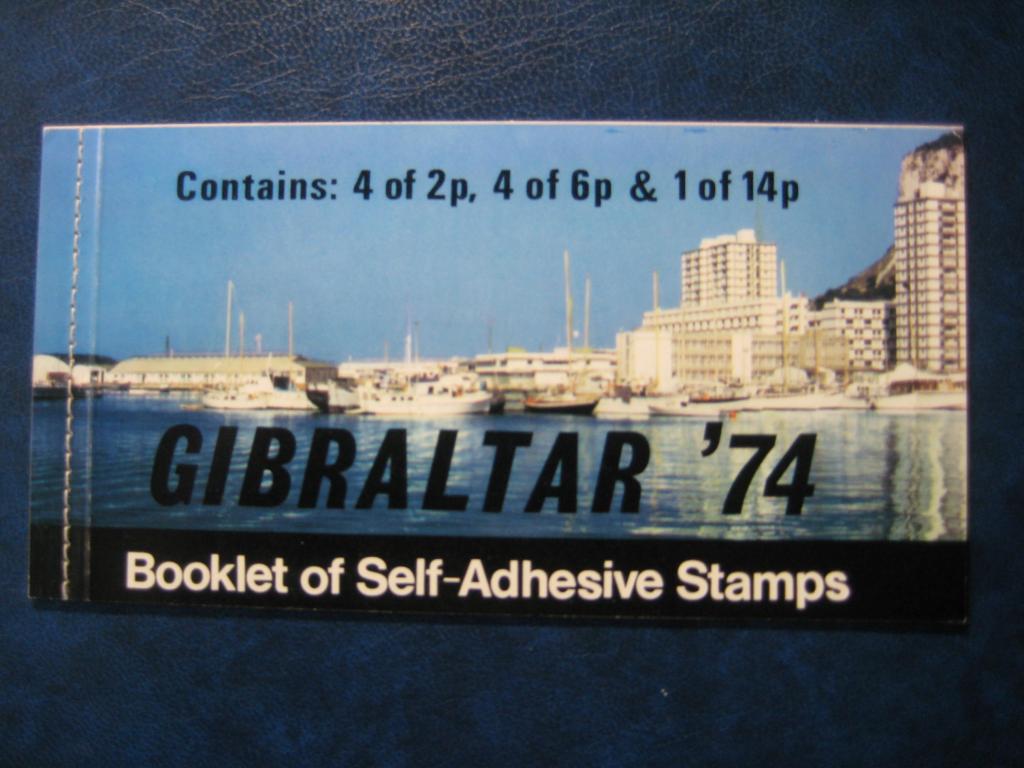 Contains: 4 of 2p, 4 of 6p & 1 of 14p
GIBRALTAR '74
Booklet of Self-Adhesive Stamps